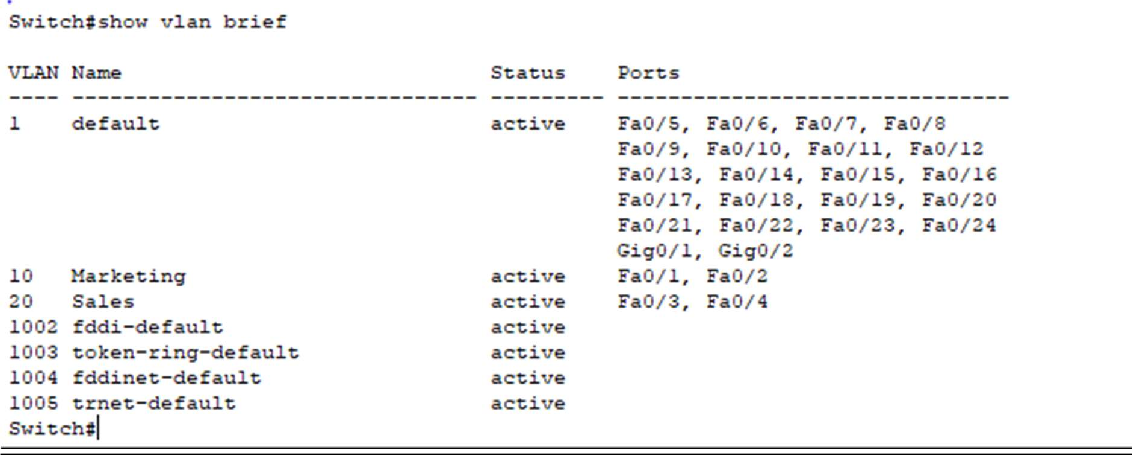 Switch#show vlan brief
VLAN Name Status Ports
---- -------------------------------- --------- -------------------------------
1 default active Fa0/5, Fa0/6, Fa0/7, Fa0/8
Fa0/9, Fa0/10, Fa0/11, Fa0/12
Fa0/13, Fa0/14, Fa0/15, Fa0/16
Fa0/17, Fa0/18, Fa0/19, Fa0/20
Fa0/21, Fa0/22, Fa0/23, Fa0/24
Gig0/1, Gig0/2
10 Marketing active Fa0/1, Fa0/2
20 Sales active Fa0/3, Fa0/4
1002 fddi-default active
1003 token-ring-default active
1004 fddinet-default active
1005 trnet-default active
Switch#